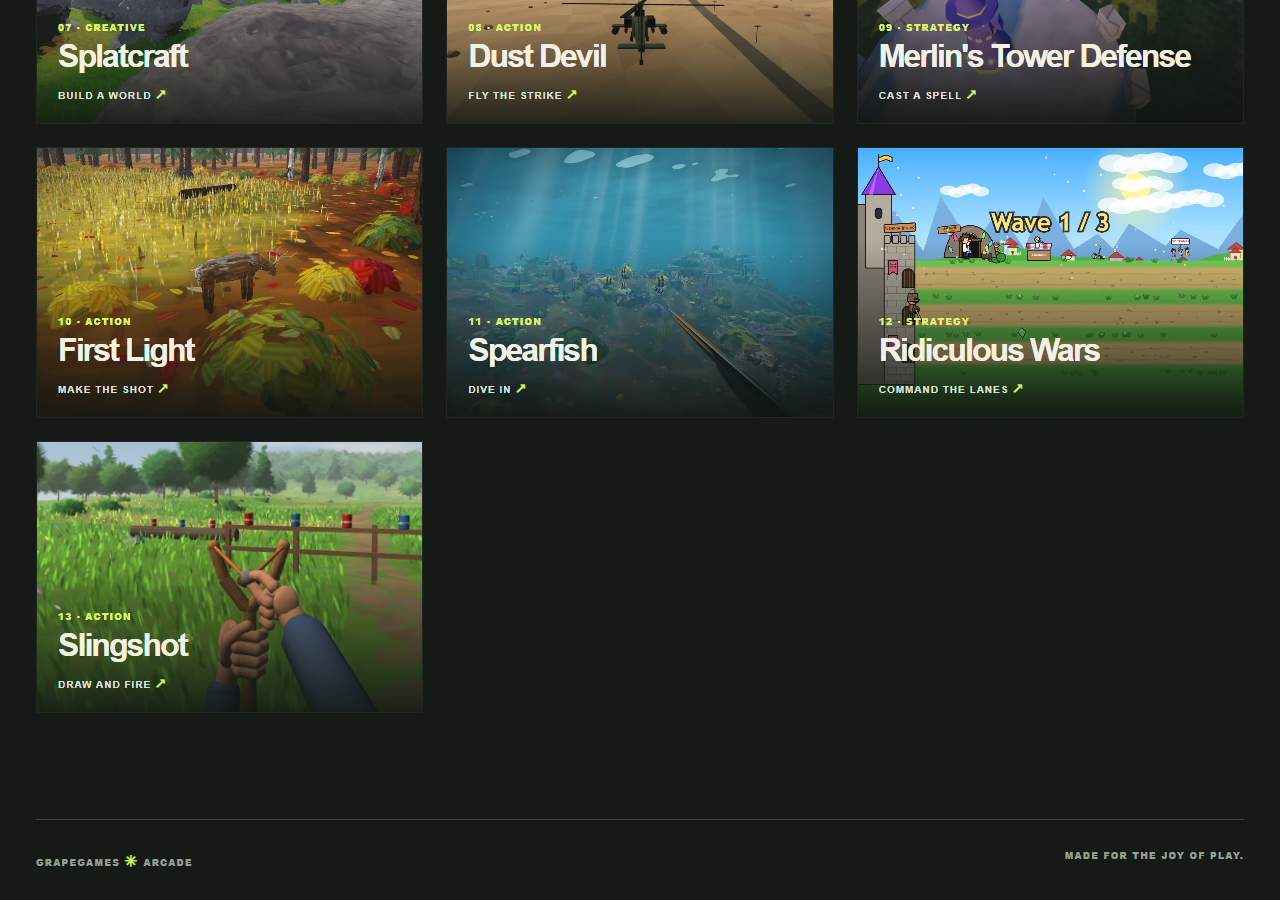 07 · CREATIVE
Splatcraft
BUILD A WORLD ↗
08 · ACTION
Dust Devil
FLY THE STRIKE ↗
09 · STRATEGY
Merlin's Tower Defense
CAST A SPELL ↗
10 · ACTION
First Light
MAKE THE SHOT ↗
11 · ACTION
Spearfish
DIVE IN ↗
Wave 1 / 3
12 · STRATEGY
Ridiculous Wars
COMMAND THE LANES ↗
13 · ACTION
Slingshot
DRAW AND FIRE ↗
GRAPEGAMES ✳ ARCADE
MADE FOR THE JOY OF PLAY.